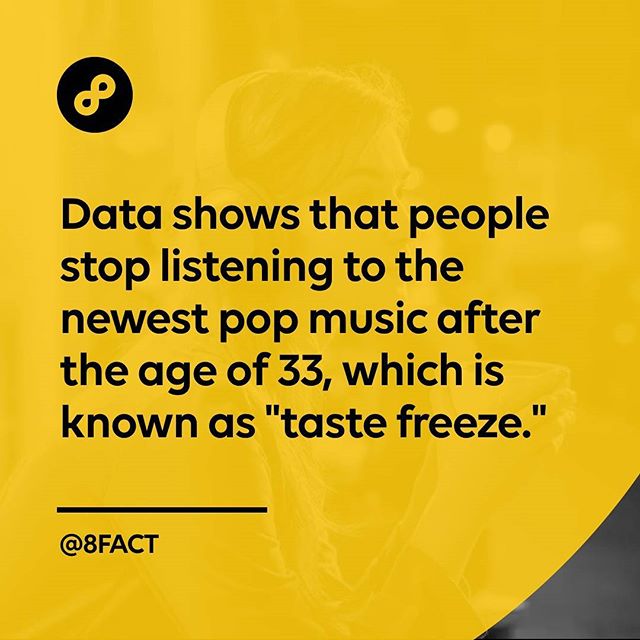 Data shows that people
stop listening to the
newest pop music after
the age of 33, which is
known as "taste freeze."
@8FACT